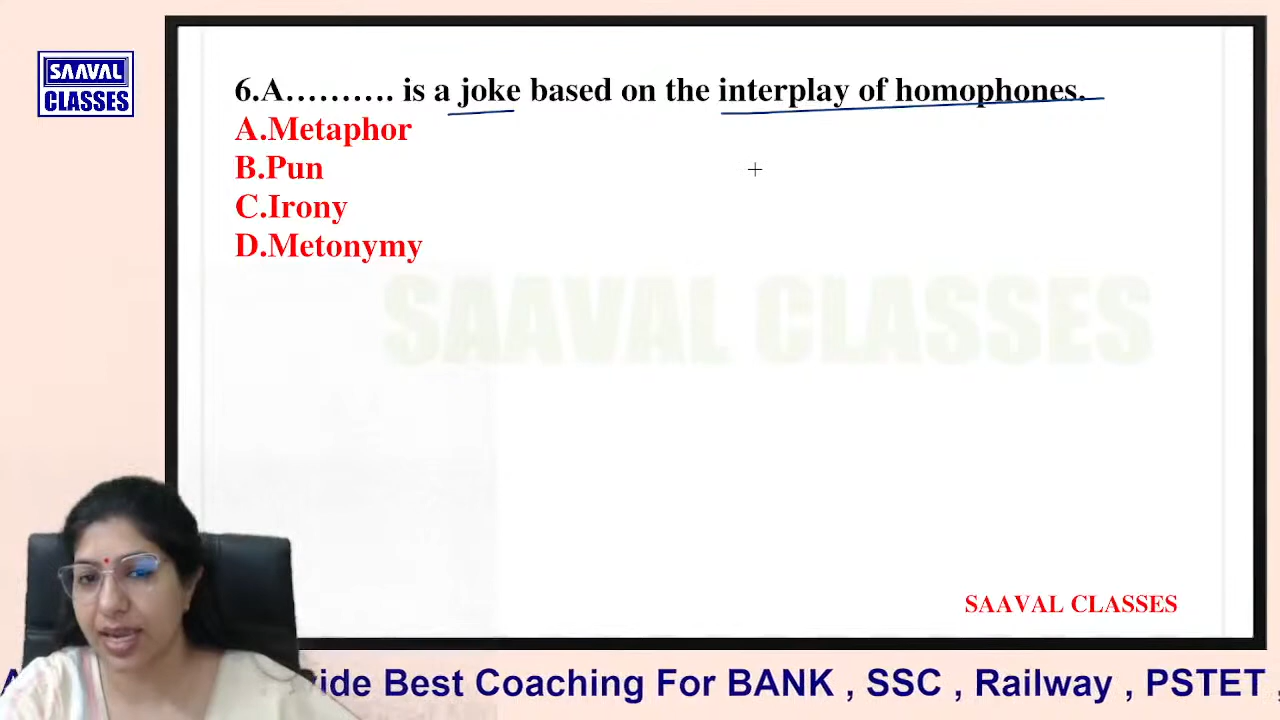 SAAVAL
CLASSES
6.A………. is a joke based on the interplay of homophones.
A.Metaphor
B.Pun
C.Irony
D.Metonymy
SAAVAL CLASSES
SAAVAL CLASSES
vide Best Coaching For BANK , SSC , Railway , PSTET ,